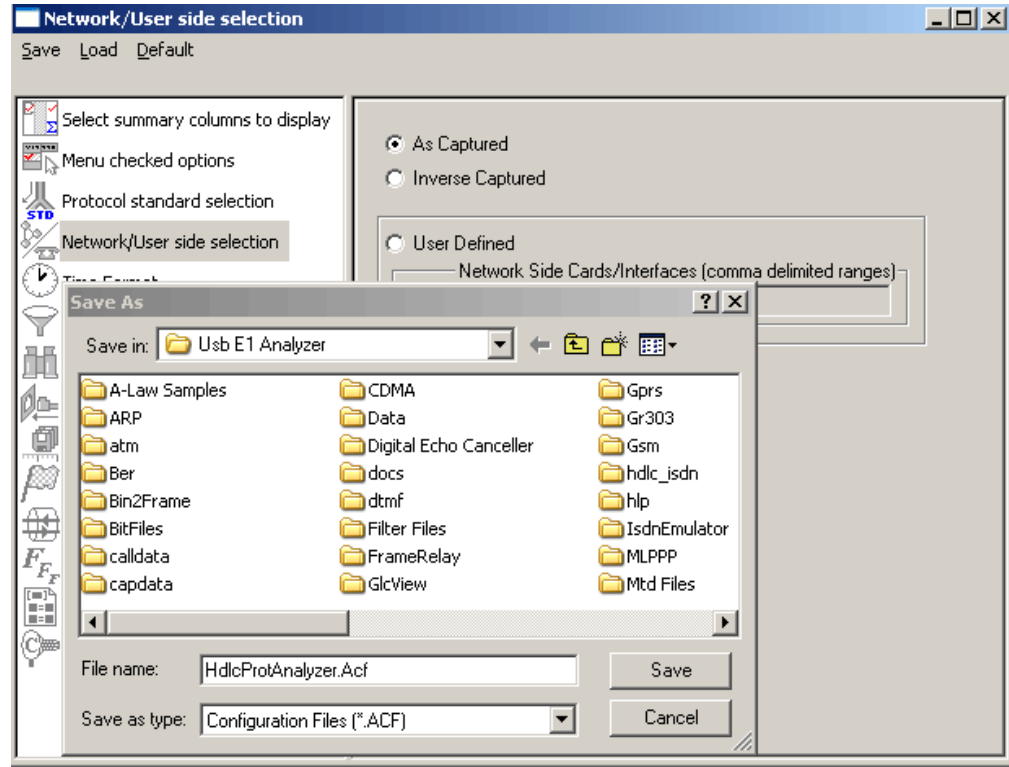 Network/User side selection
Save Load Default
Select summary columns to display
Menu checked options
STD
Protocol standard selection
Network/User side selection
As Captured
Inverse Captured
User Defined
Network Side Cards/Interfaces (comma delimited ranges)
Save As
Save in: Usb E1 Analyzer
A-Law Samples CDMA Gprs
ARP Data Gr303
atm Digital Echo Canceller Gsm
Ber docs hdlc_isdn
Bin2Frame dtmf hlp
BitFiles Filter Files IsdnEmulator
calldata FrameRelay MLPPP
capdata GlcView Mtd Files
File name: HdlcProtAnalyzer.Acf Save
Save as type: Configuration Files (*.ACF) Cancel